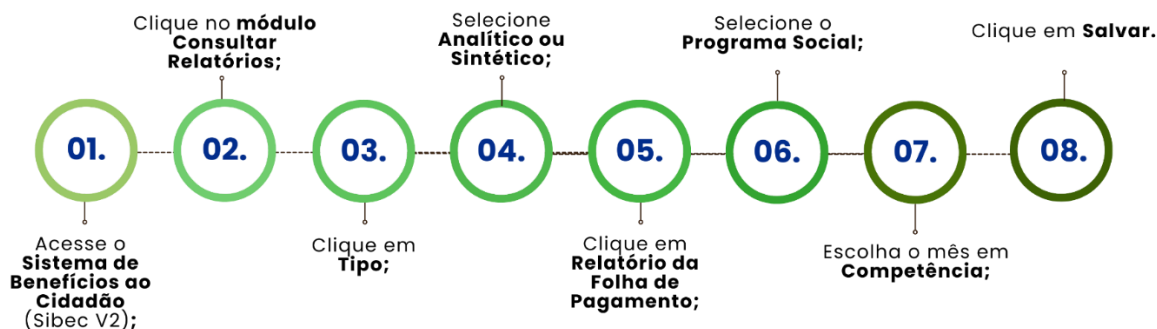 01.
Acesse o
Sistema de
Benefícios ao
Cidadão
(Sibec V2);
02.
Clique no módulo
Consultar
Relatórios;
03.
Clique em
Tipo;
04.
Selecione
Analítico ou
Sintético;
05.
Clique em
Relatório da
Folha de
Pagamento;
06.
Selecione o
Programa Social;
07.
Escolha o mês em
Competência;
08.
Clique em Salvar.